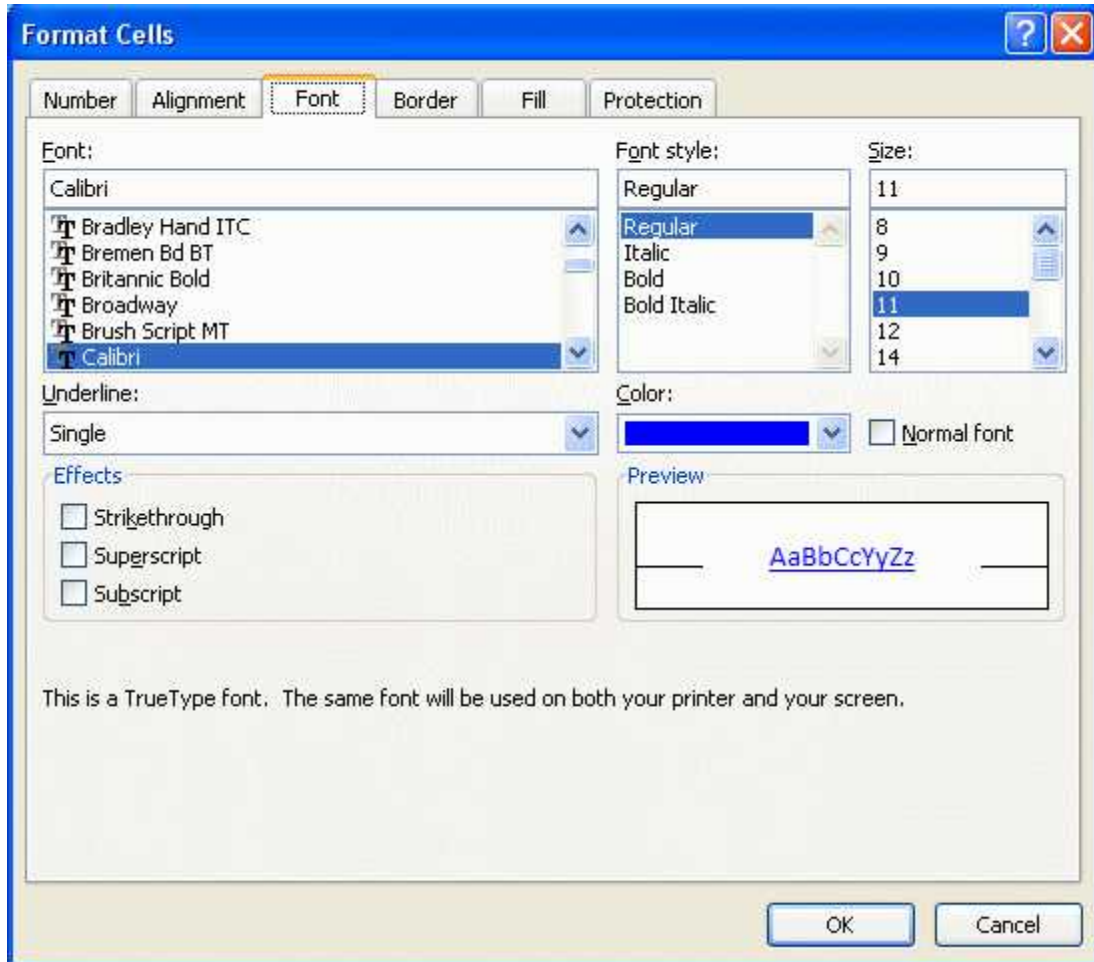 Format Cells
Number Alignment Font Border Fill Protection
Font: Font style: Size:
Calibri Regular 11
Bradley Hand ITC Regular 8
Bremen Bd BT Italic 9
Britannic Bold Bold 10
Broadway Bold Italic 11
Brush Script MT 12
Calibri 14
Underline: Color:
Single Normal font
Effects Preview
Strikethrough
Superscript AaBbCcYyZz
Subscript
This is a TrueType font. The same font will be used on both your printer and your screen.
OK Cancel